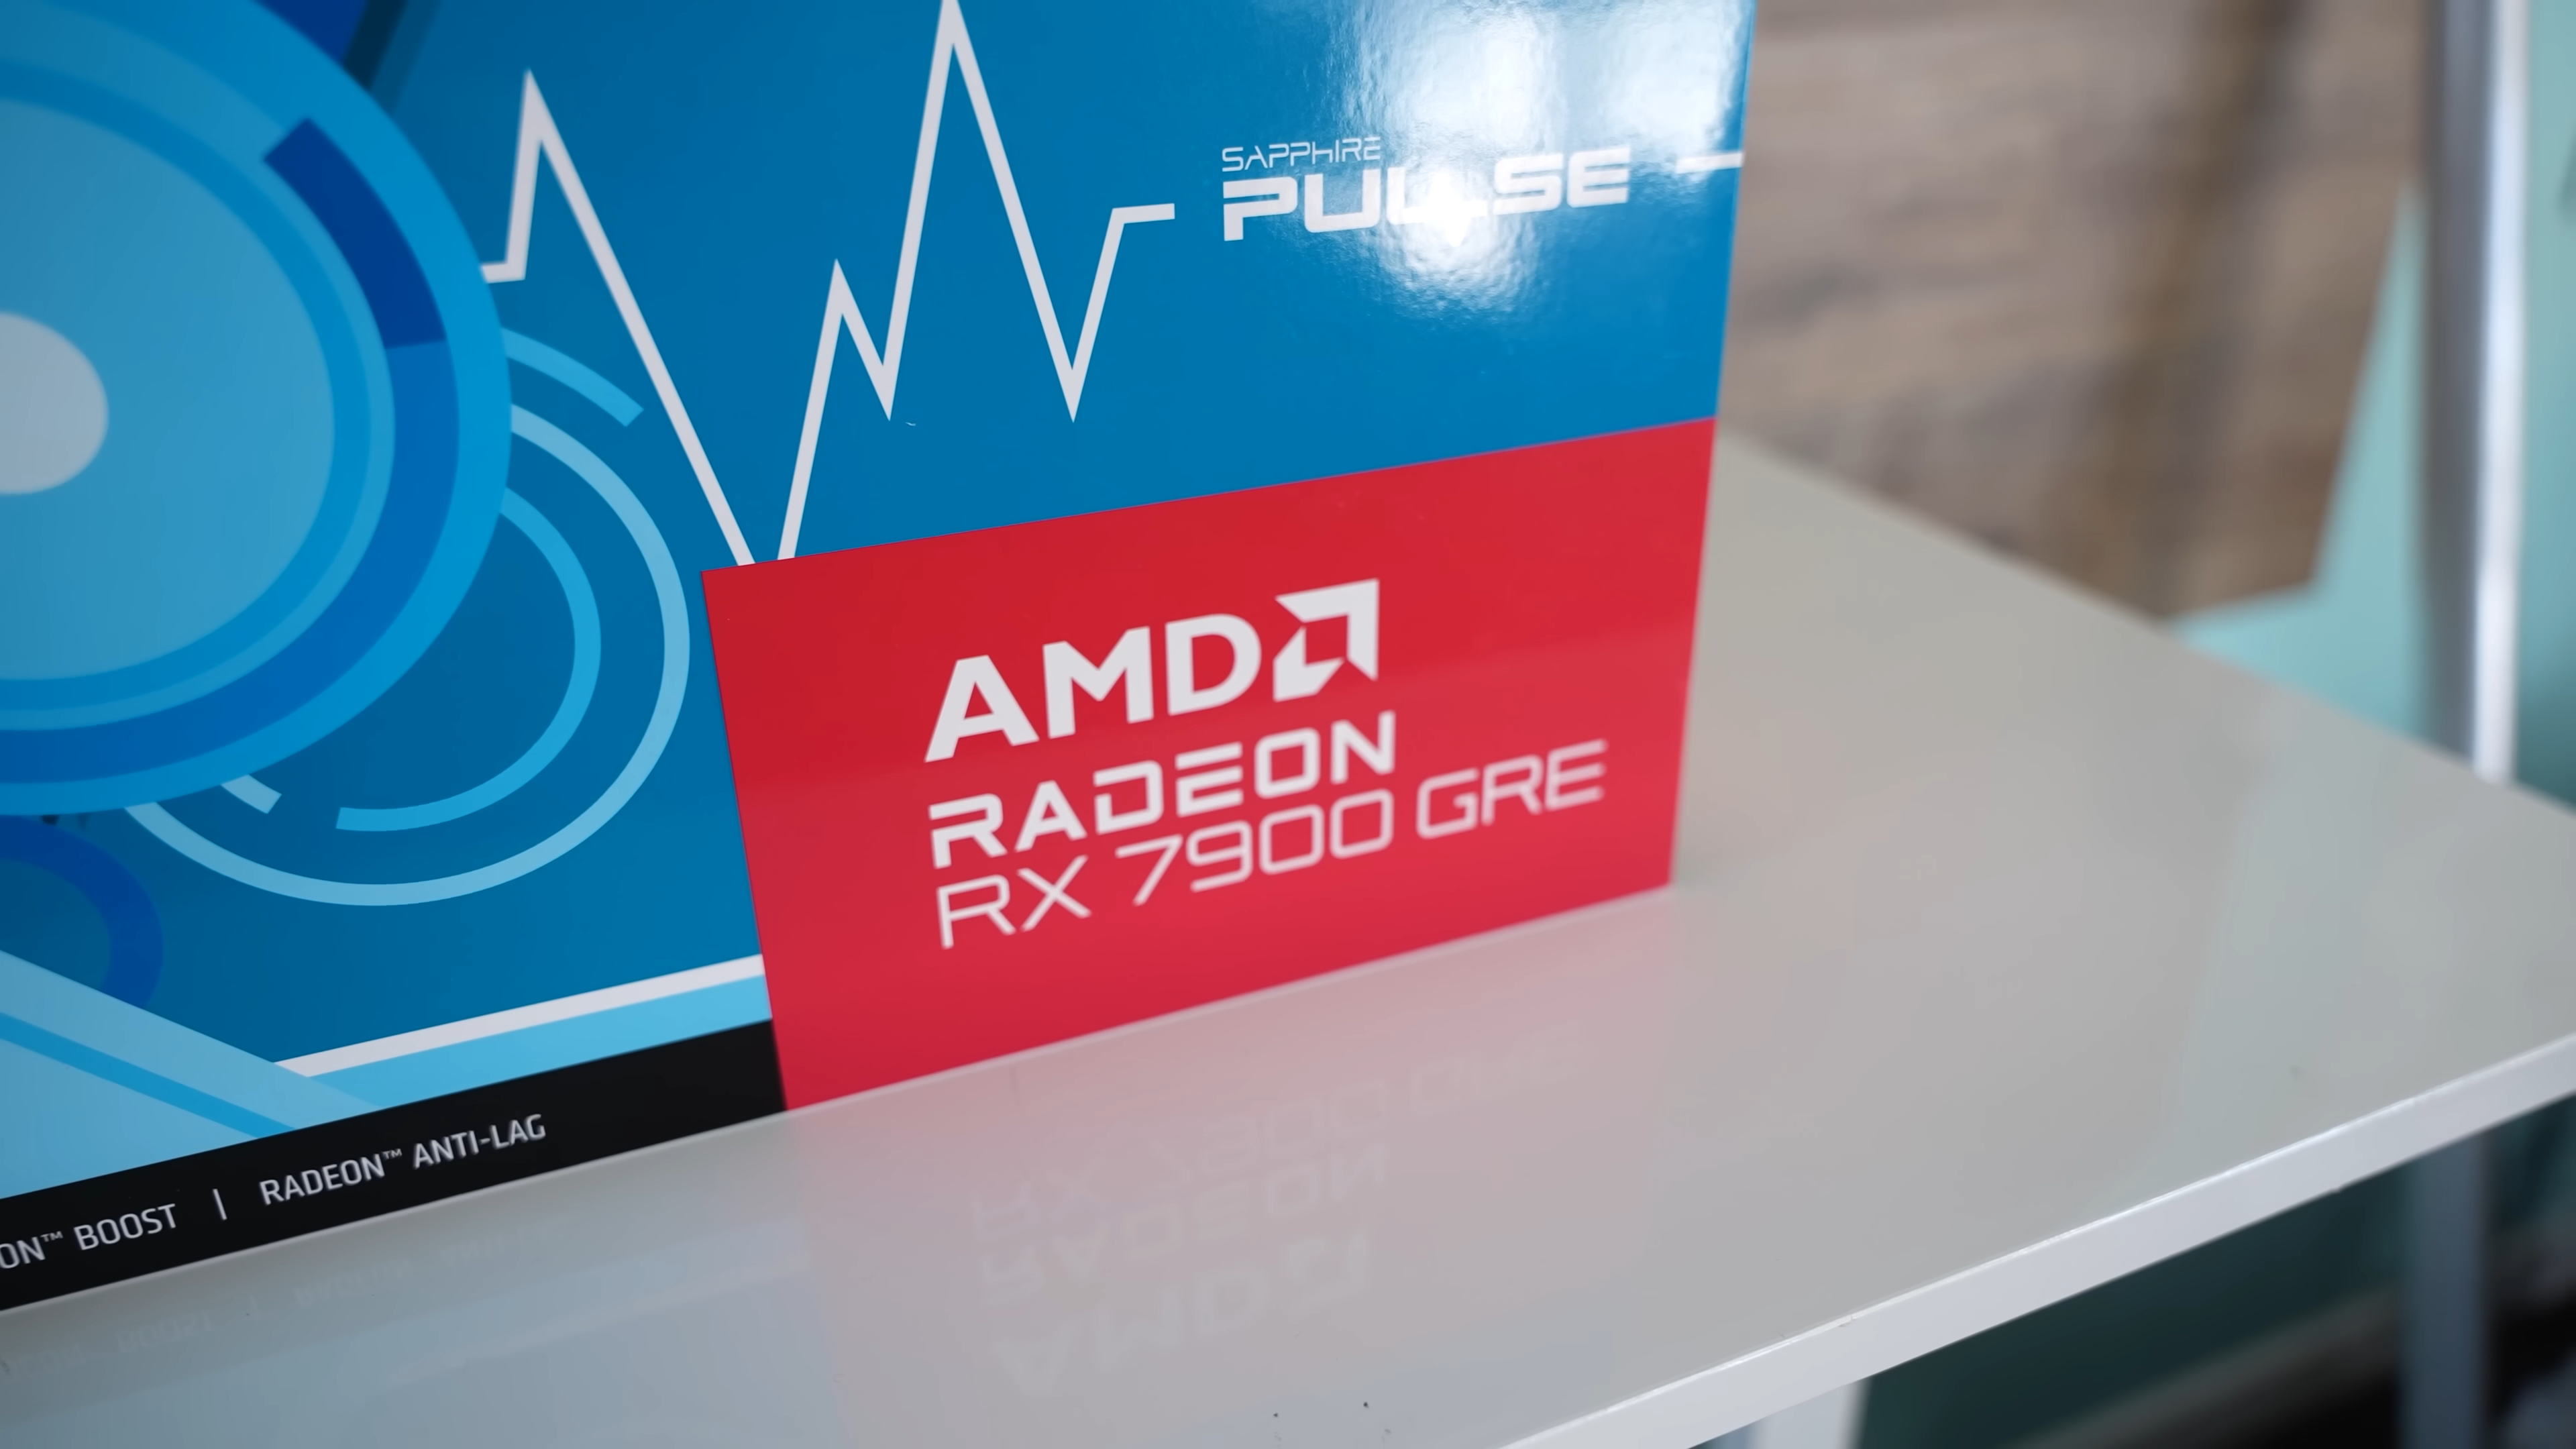 SAPPHIRE
PULSE
AMD
RADEON
RX 7900 GRE
ON™ BOOST | RADEON™ ANTI-LAG